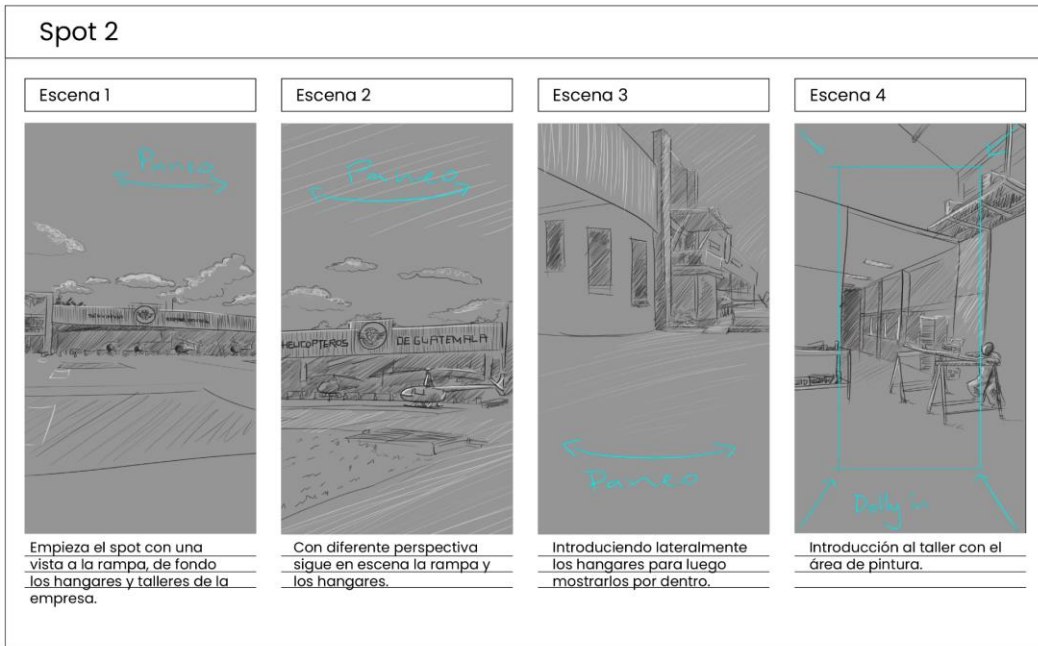 Spot 2
Escena 1
Escena 2
Escena 3
Escena 4
Paneo
Paneo
HELICOPTEROS
DE GUATEMALA
Paneo
Dolly in
Empieza el spot con una
vista a la rampa, de fondo
los hangares y talleres de la
empresa.
Con diferente perspectiva
sigue en escena la rampa y
los hangares.
Introduciendo lateralmente
los hangares para luego
mostrarlos por dentro.
Introducción al taller con el
área de pintura.